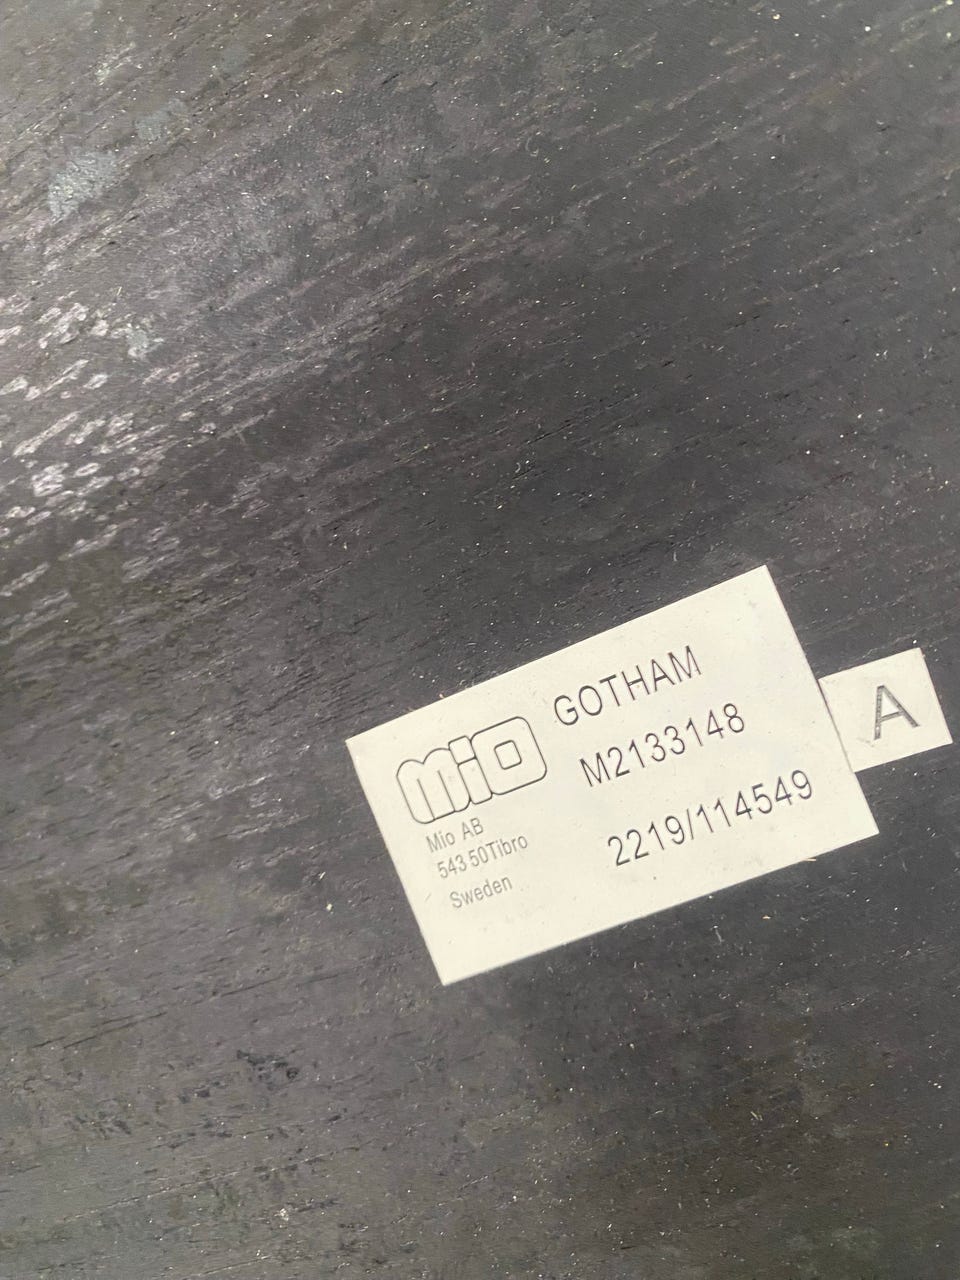 mio
Mio AB
543 50Tibro
Sweden
GOTHAM
M2133148
2219/114549
A